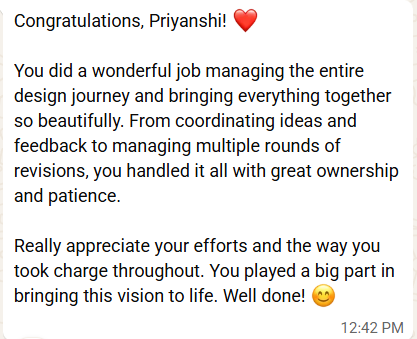 Congratulations, Priyanshi! ❤️
You did a wonderful job managing the entire
design journey and bringing everything together
so beautifully. From coordinating ideas and
feedback to managing multiple rounds of
revisions, you handled it all with great ownership
and patience.
Really appreciate your efforts and the way you
took charge throughout. You played a big part in
bringing this vision to life. Well done! 😊
12:42 PM